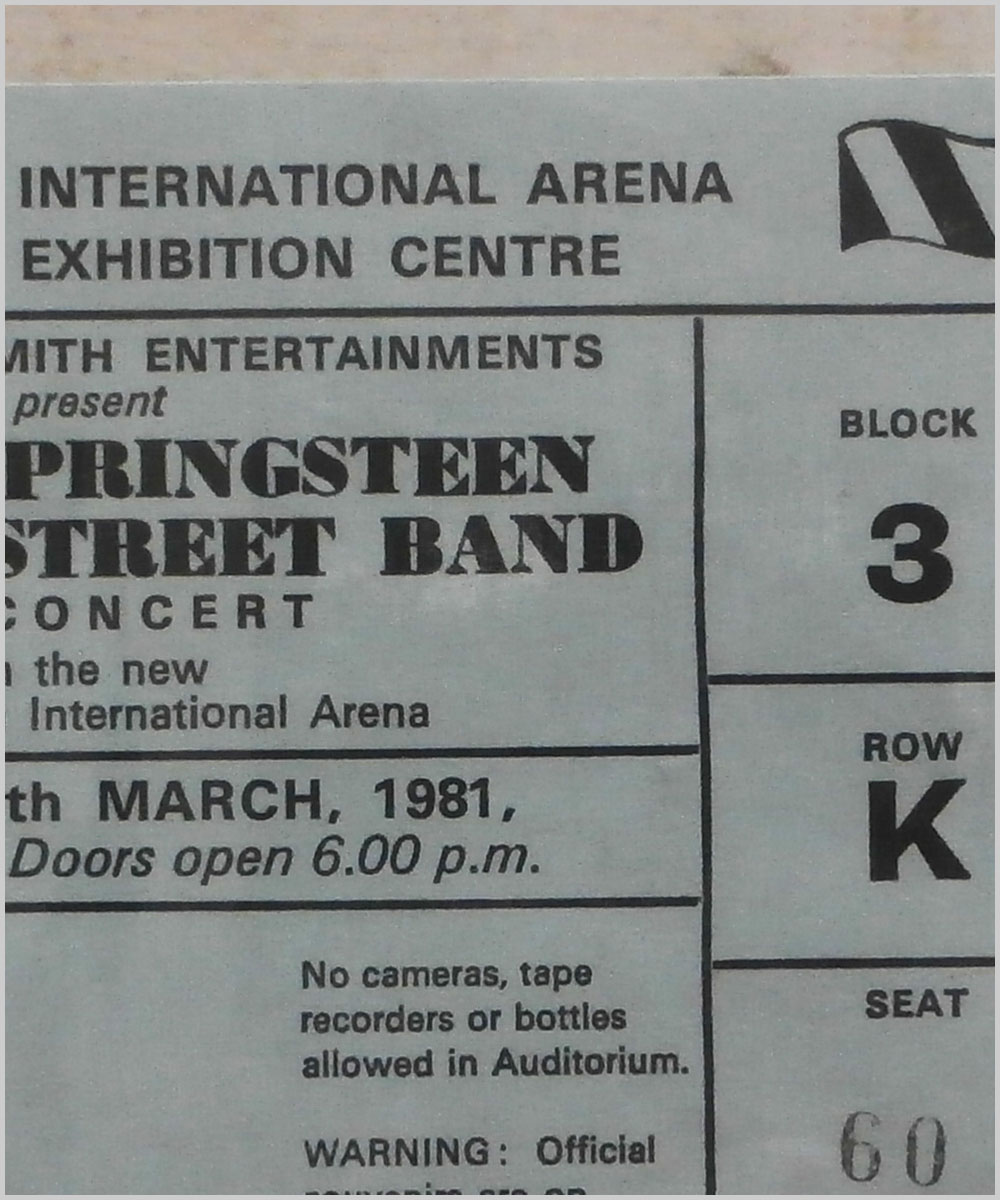 INTERNATIONAL ARENA
EXHIBITION CENTRE
MITH ENTERTAINMENTS
present
PRINGSTEEN
STREET BAND
CONCERT
the new
International Arena
th MARCH, 1981,
Doors open 6.00 p.m.
No cameras, tape
recorders or bottles
allowed in Auditorium.
WARNING: Official
BLOCK
3
ROW
K
SEAT
60